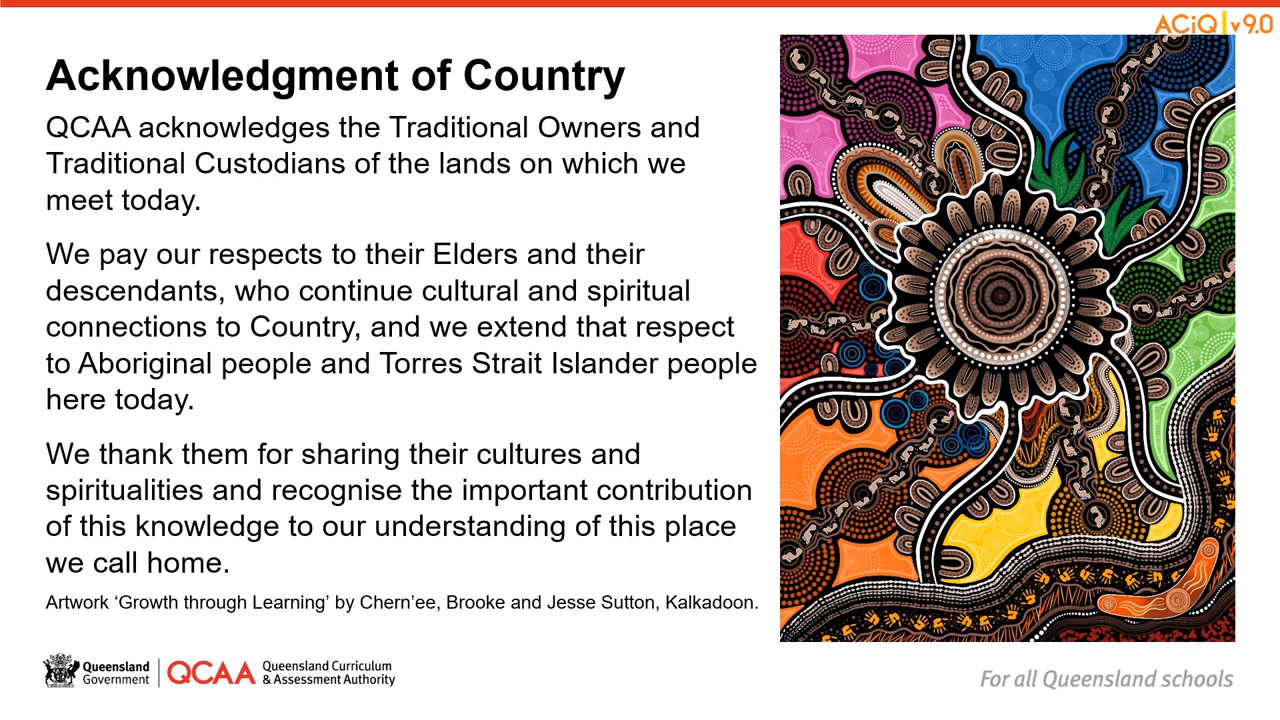 ACiQ v9.0
Acknowledgment of Country
QCAA acknowledges the Traditional Owners and
Traditional Custodians of the lands on which we
meet today.
We pay our respects to their Elders and their
descendants, who continue cultural and spiritual
connections to Country, and we extend that respect
to Aboriginal people and Torres Strait Islander people
here today.
We thank them for sharing their cultures and
spiritualities and recognise the important contribution
of this knowledge to our understanding of this place
we call home.
Artwork ‘Growth through Learning’ by Chern’ee, Brooke and Jesse Sutton, Kalkadoon.
Queensland
Government
QCAA
Queensland Curriculum
& Assessment Authority
For all Queensland schools